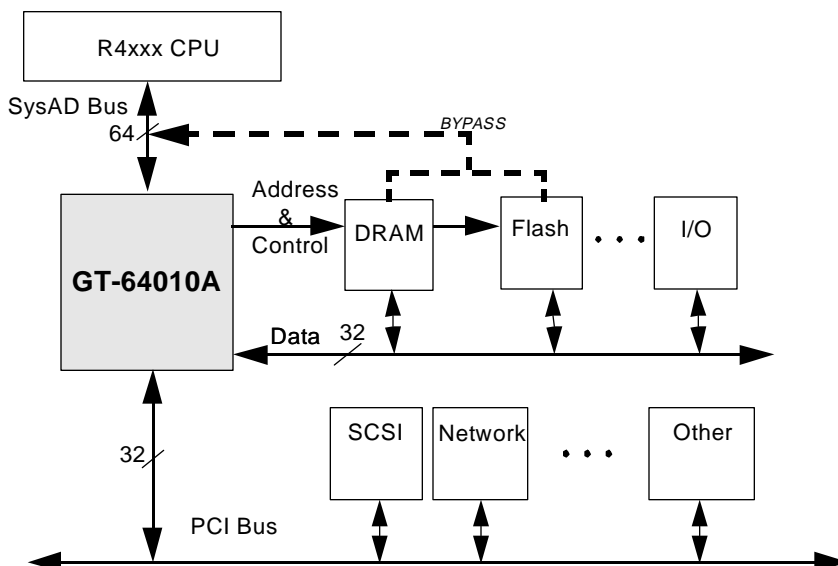 R4xxx CPU
SysAD Bus
64
BYPASS
Address
&
Control
GT-64010A
DRAM
Flash
I/O
Data
32
SCSI
Network
Other
32
PCI Bus